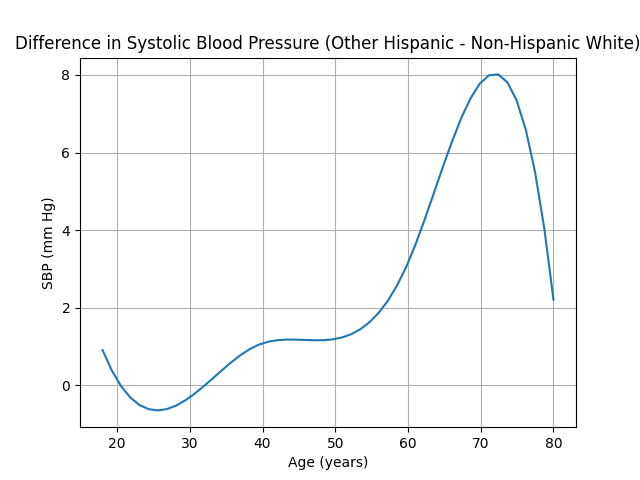 Difference in Systolic Blood Pressure (Other Hispanic - Non-Hispanic White)
8
6
4
2
0
SBP (mm Hg)
20 30 40 50 60 70 80
Age (years)